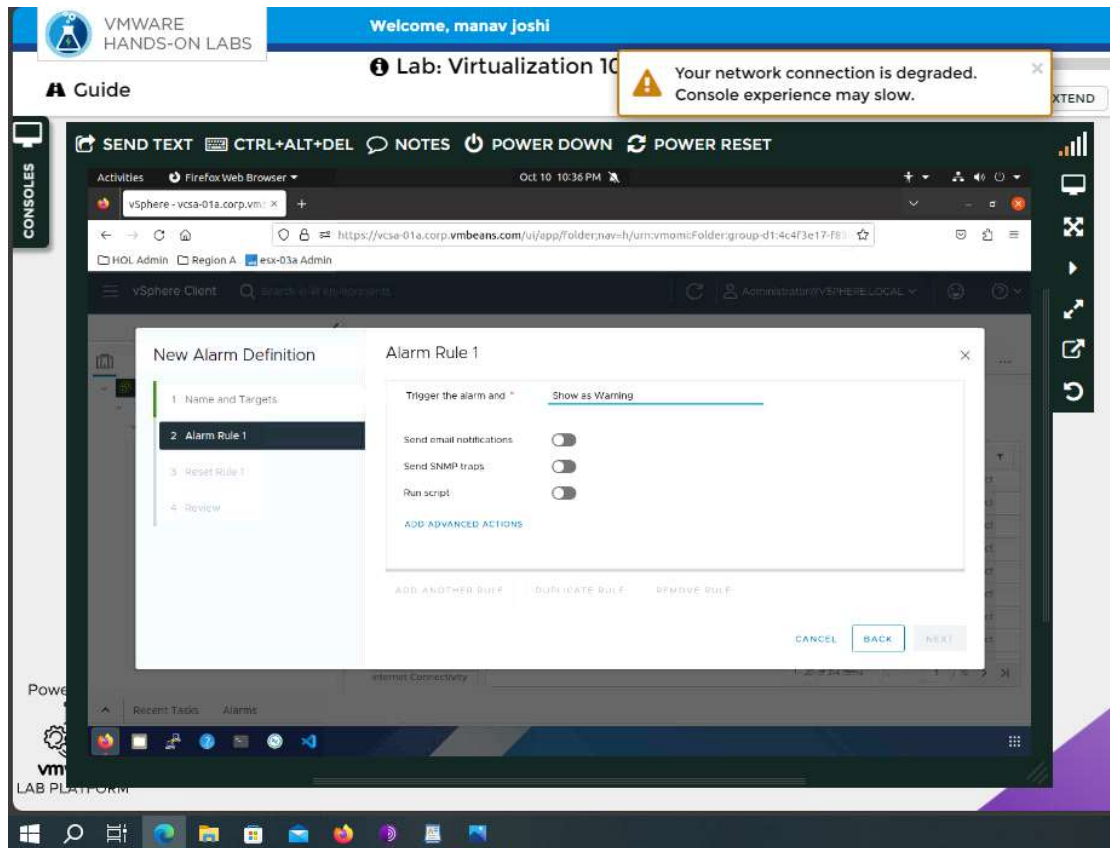 VMWARE
HANDS-ON LABS
Welcome, manav joshi
Guide
Lab: Virtualization 10
Your network connection is degraded.
Console experience may slow.
XTEND
CONSOLES
SEND TEXT CTRL+ALT+DEL NOTES POWER DOWN POWER RESET
Activities Firefox Web Browser Oct 10 10:36 PM
vSphere - vcsa-01a.corp.vm
https://vcsa-01a.corp.vmbeans.com/ui/app/folder;nav=h/urn:vmomi:Folder:group-d1:4c4f3e17-f8
HOL Admin Region A esx-03a Admin
vSphere Client Search in all environments Administrator@VSPHERE.LOCAL
New Alarm Definition
Alarm Rule 1
1 Name and Targets
2 Alarm Rule 1
3 Reset Rule 1
4 Review
Trigger the alarm and * Show as Warning
Send email notifications
Send SNMP traps
Run script
ADD ADVANCED ACTIONS
ADD ANOTHER RULE DUPLICATE RULE REMOVE RULE
CANCEL BACK NEXT
Internet Connectivity
Recent Tasks Alarms
Powe
vm
LAB PLATFORM